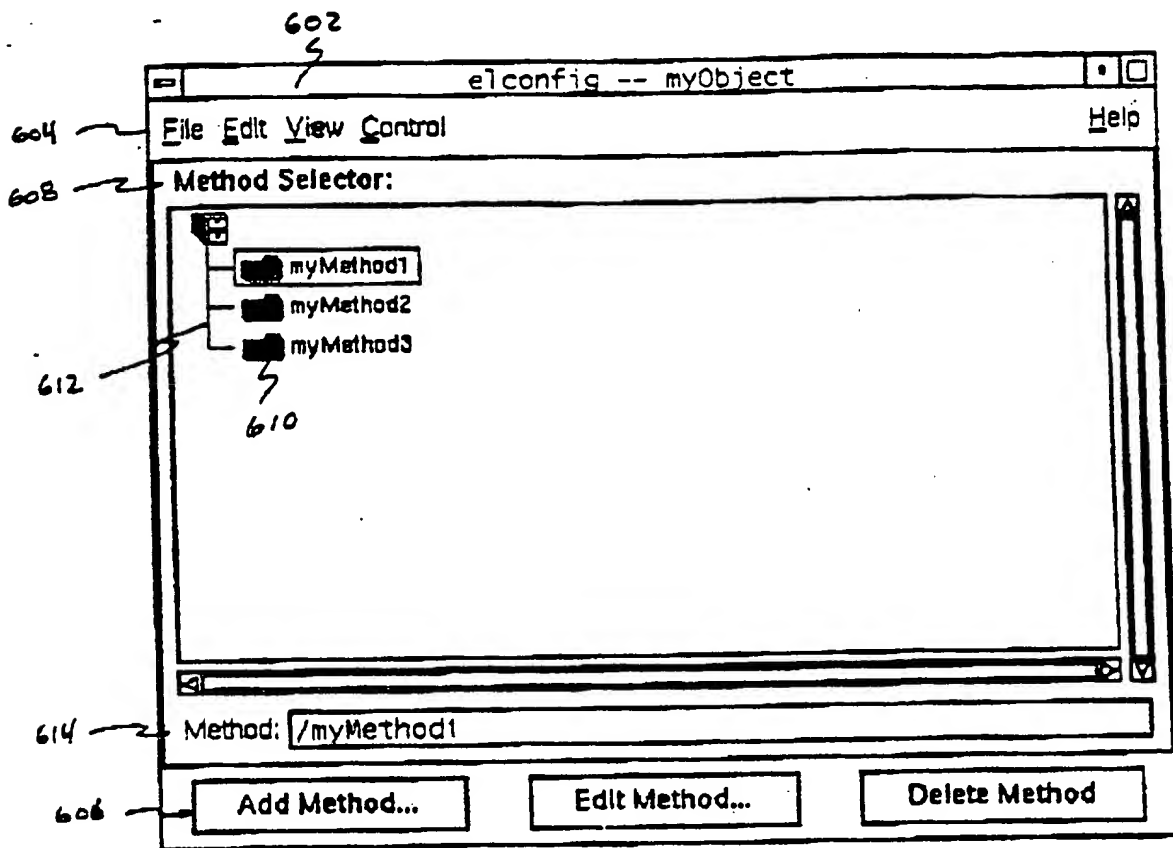 602
elconfig -- myObject
604
File Edit View Control
Help
608
Method Selector:
myMethod1
myMethod2
myMethod3
612
610
614
Method: /myMethod1
606
Add Method...
Edit Method...
Delete Method